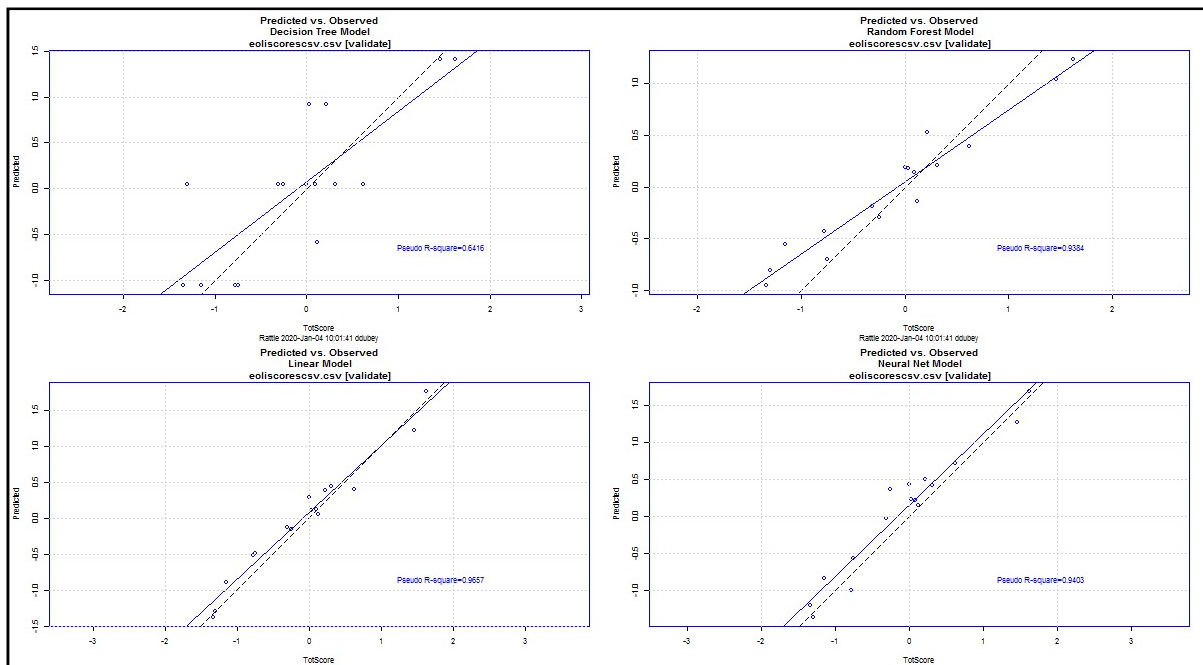 Predicted vs. Observed
Decision Tree Model
eoliscorescsv.csv [validate]
1.5
1.0
0.5
0.0
-0.5
-1.0
Predicted
Pseudo R-square=0.6416
-2
-1
0
1
2
3
TotScore
Rattle 2020-Jan-04 10:01:41 ddubey
Predicted vs. Observed
Random Forest Model
eoliscorescsv.csv [validate]
1.0
0.5
0.0
-0.5
-1.0
Predicted
Pseudo R-square=0.9384
-2
-1
0
1
2
TotScore
Rattle 2020-Jan-04 10:01:41 ddubey
Predicted vs. Observed
Linear Model
eoliscorescsv.csv [validate]
1.5
1.0
0.5
0.0
-0.5
-1.0
-1.5
Predicted
Pseudo R-square=0.9657
-3
-2
-1
0
1
2
3
TotScore
Predicted vs. Observed
Neural Net Model
eoliscorescsv.csv [validate]
1.5
1.0
0.5
0.0
-0.5
-1.0
Predicted
Pseudo R-square=0.9403
-3
-2
-1
0
1
2
3
TotScore